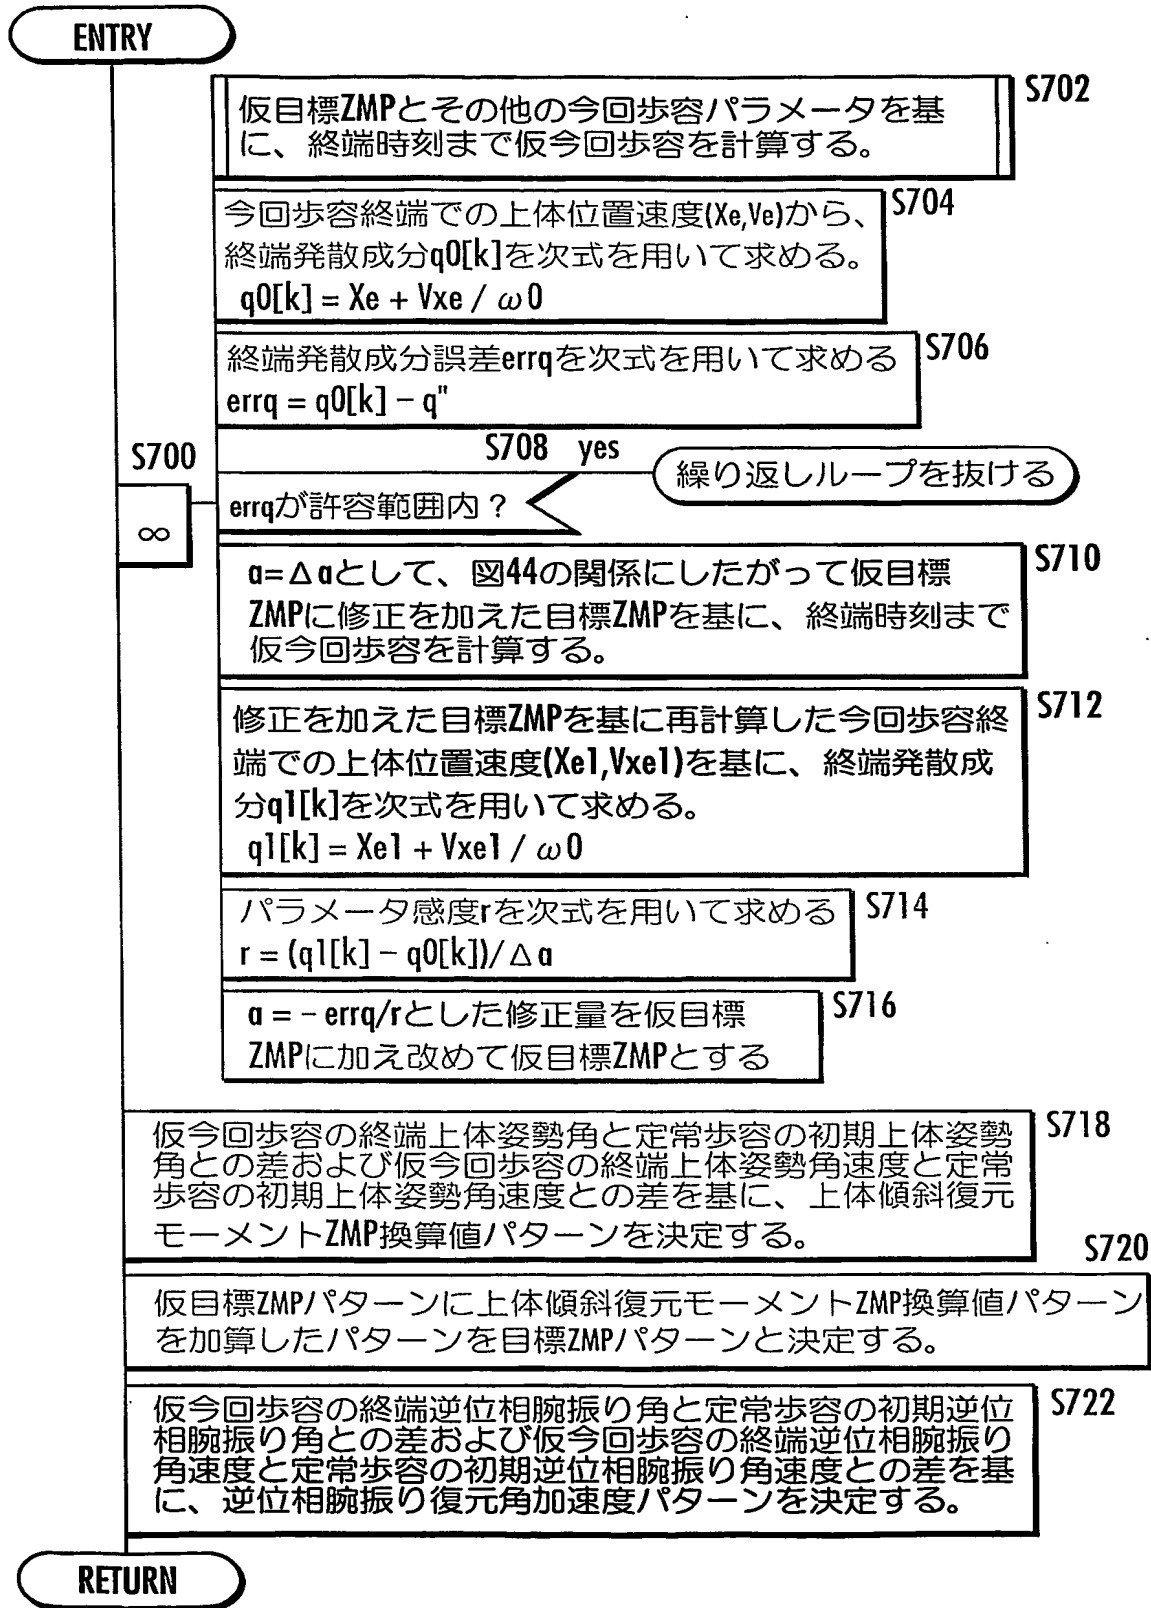 ENTRY
S702
仮目標ZMPとその他の今回歩容パラメータを基
に、終端時刻まで仮今回歩容を計算する。
S704
今回歩容終端での上体位置速度(Xe,Ve)から、
終端発散成分q0[k]を次式を用いて求める。
q0[k] = Xe + Vxe / ω0
S706
終端発散成分誤差errqを次式を用いて求める
errq = q0[k] − q"
S700
∞
S708 yes
errqが許容範囲内？
繰り返しループを抜ける
S710
a=Δaとして、図44の関係にしたがって仮目標
ZMPに修正を加えた目標ZMPを基に、終端時刻まで
仮今回歩容を計算する。
S712
修正を加えた目標ZMPを基に再計算した今回歩容終
端での上体位置速度(Xe1,Vxe1)を基に、終端発散成
分q1[k]を次式を用いて求める。
q1[k] = Xe1 + Vxe1 / ω0
S714
パラメータ感度rを次式を用いて求める
r = (q1[k] − q0[k])/Δa
S716
a = − errq/rとした修正量を仮目標
ZMPに加え改めて仮目標ZMPとする
S718
仮今回歩容の終端上体姿勢角と定常歩容の初期上体姿勢
角との差および仮今回歩容の終端上体姿勢角速度と定常
歩容の初期上体姿勢角速度との差を基に、上体傾斜復元
モーメントZMP換算値パターンを決定する。
S720
仮目標ZMPパターンに上体傾斜復元モーメントZMP換算値パターン
を加算したパターンを目標ZMPパターンと決定する。
S722
仮今回歩容の終端逆位相腕振り角と定常歩容の初期逆位
相腕振り角との差および仮今回歩容の終端逆位相腕振り
角速度と定常歩容の初期逆位相腕振り角速度との差を基
に、逆位相腕振り復元角加速度パターンを決定する。
RETURN